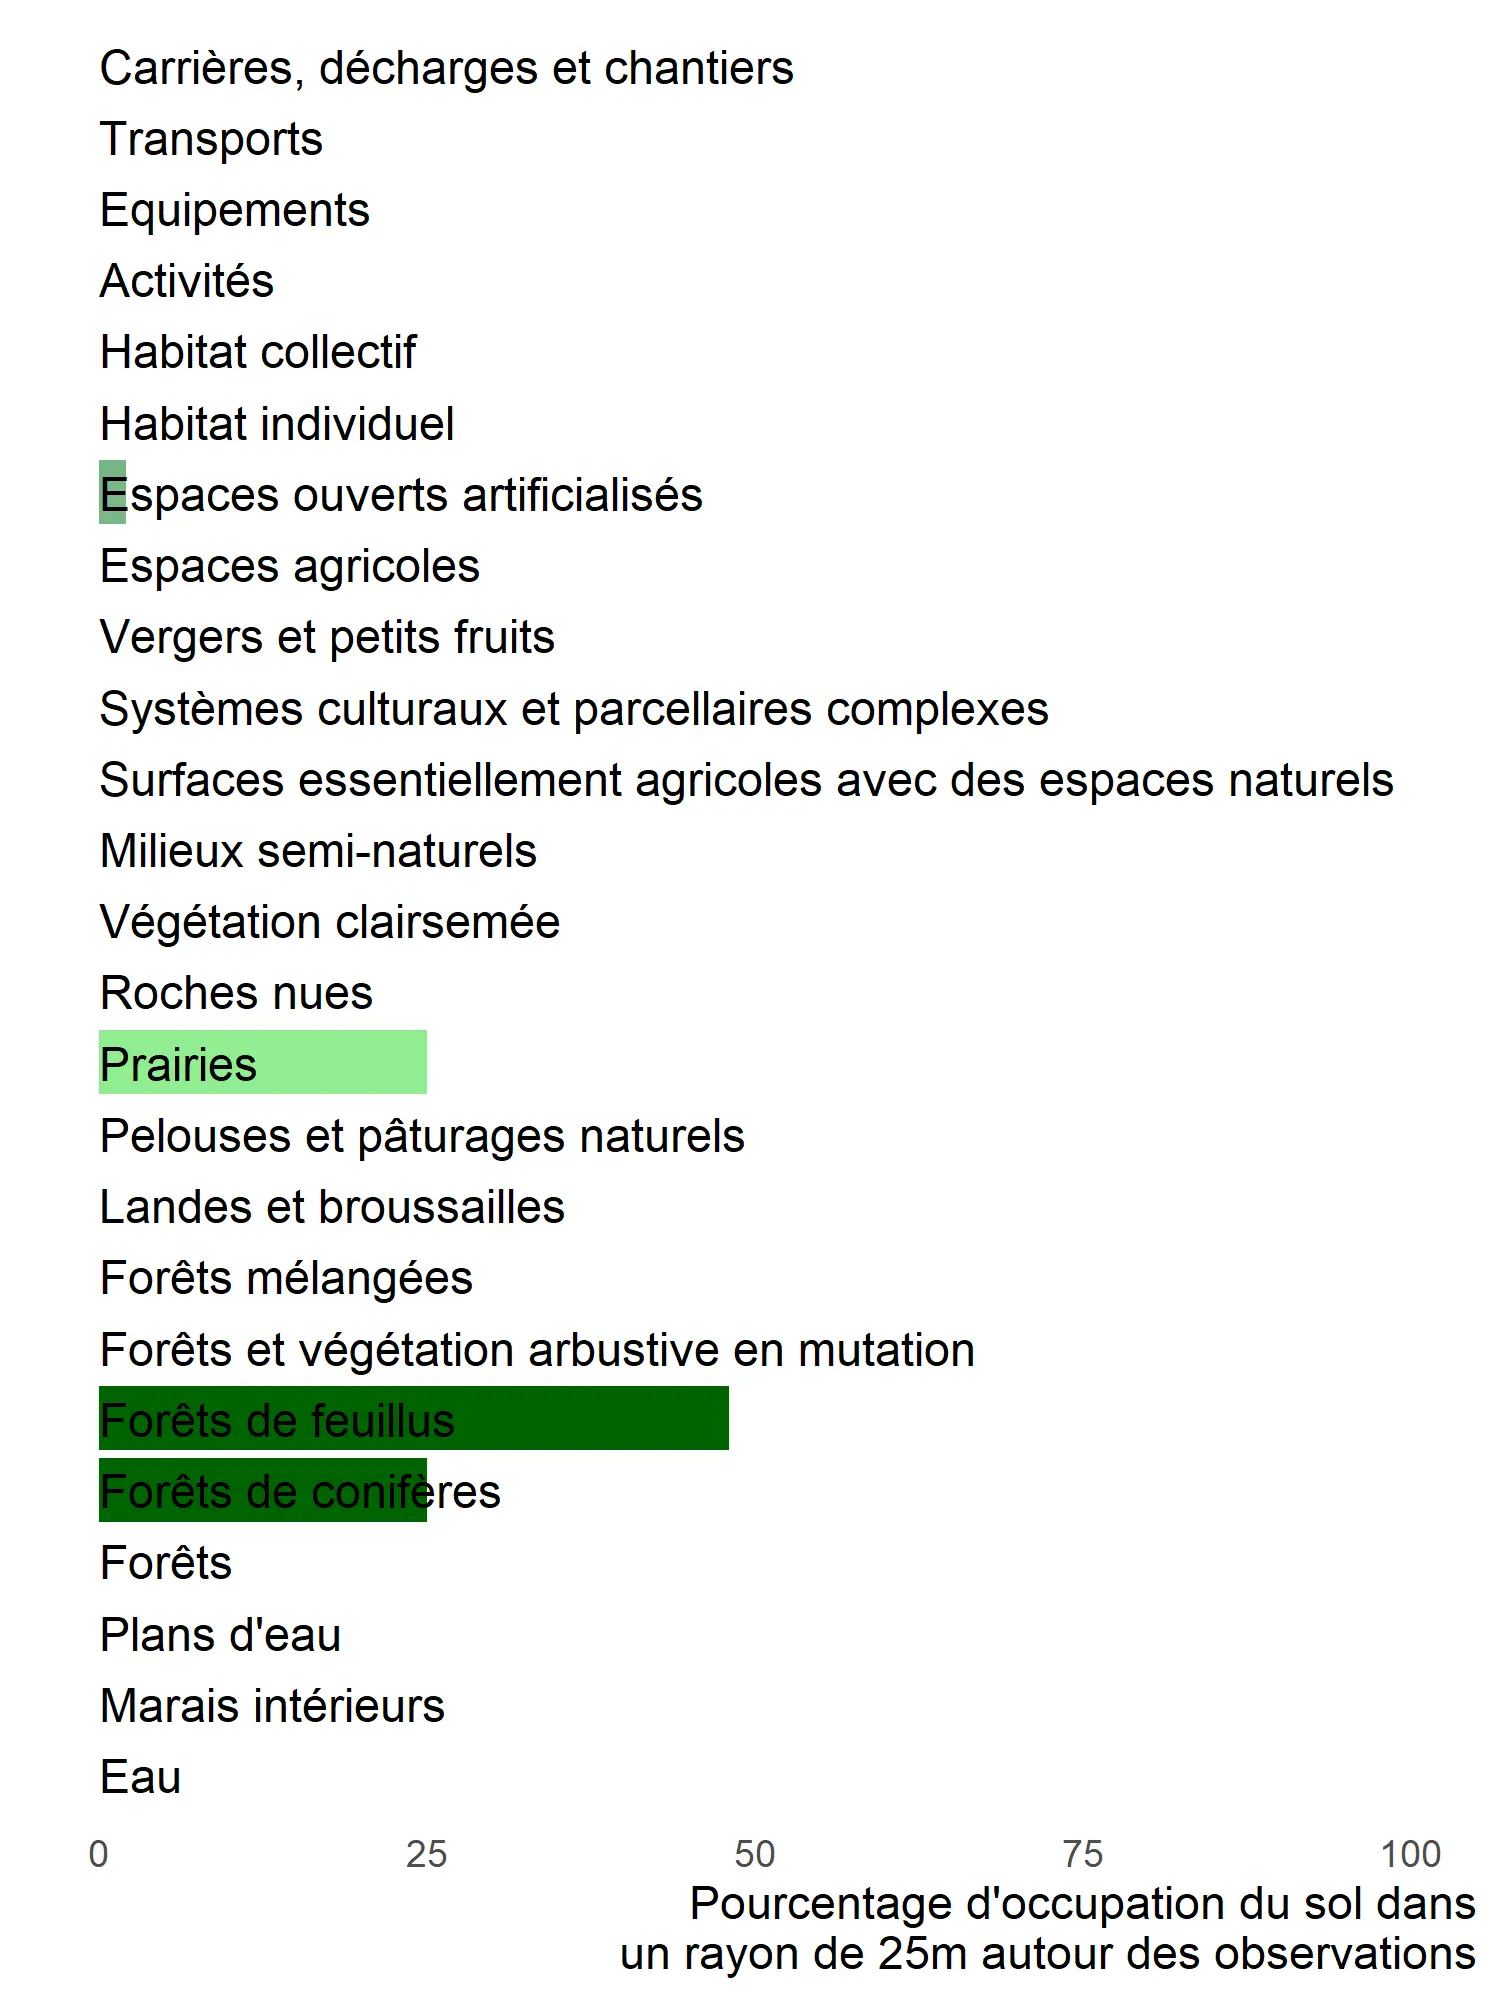 Carrières, décharges et chantiers
Transports
Equipements
Activités
Habitat collectif
Habitat individuel
Espaces ouverts artificialisés
Espaces agricoles
Vergers et petits fruits
Systèmes culturaux et parcellaires complexes
Surfaces essentiellement agricoles avec des espaces naturels
Milieux semi-naturels
Végétation clairsemée
Roches nues
Prairies
Pelouses et pâturages naturels
Landes et broussailles
Forêts mélangées
Forêts et végétation arbustive en mutation
Forêts de feuillus
Forêts de conifères
Forêts
Plans d'eau
Marais intérieurs
Eau
0 25 50 75 100
Pourcentage d'occupation du sol dans
un rayon de 25m autour des observations